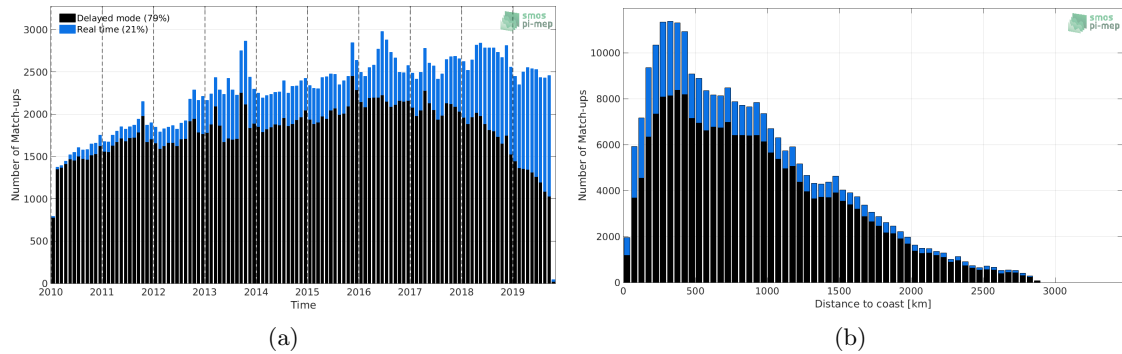 Delayed mode (79%)
Real time (21%)
smos
pi-mep
Number of Match-ups
3000
2500
2000
1500
1000
500
0
2010 2011 2012 2013 2014 2015 2016 2017 2018 2019
Time
(a)
smos
pi-mep
Number of Match-ups
10000
8000
6000
4000
2000
0
0 500 1000 1500 2000 2500 3000
Distance to coast [km]
(b)